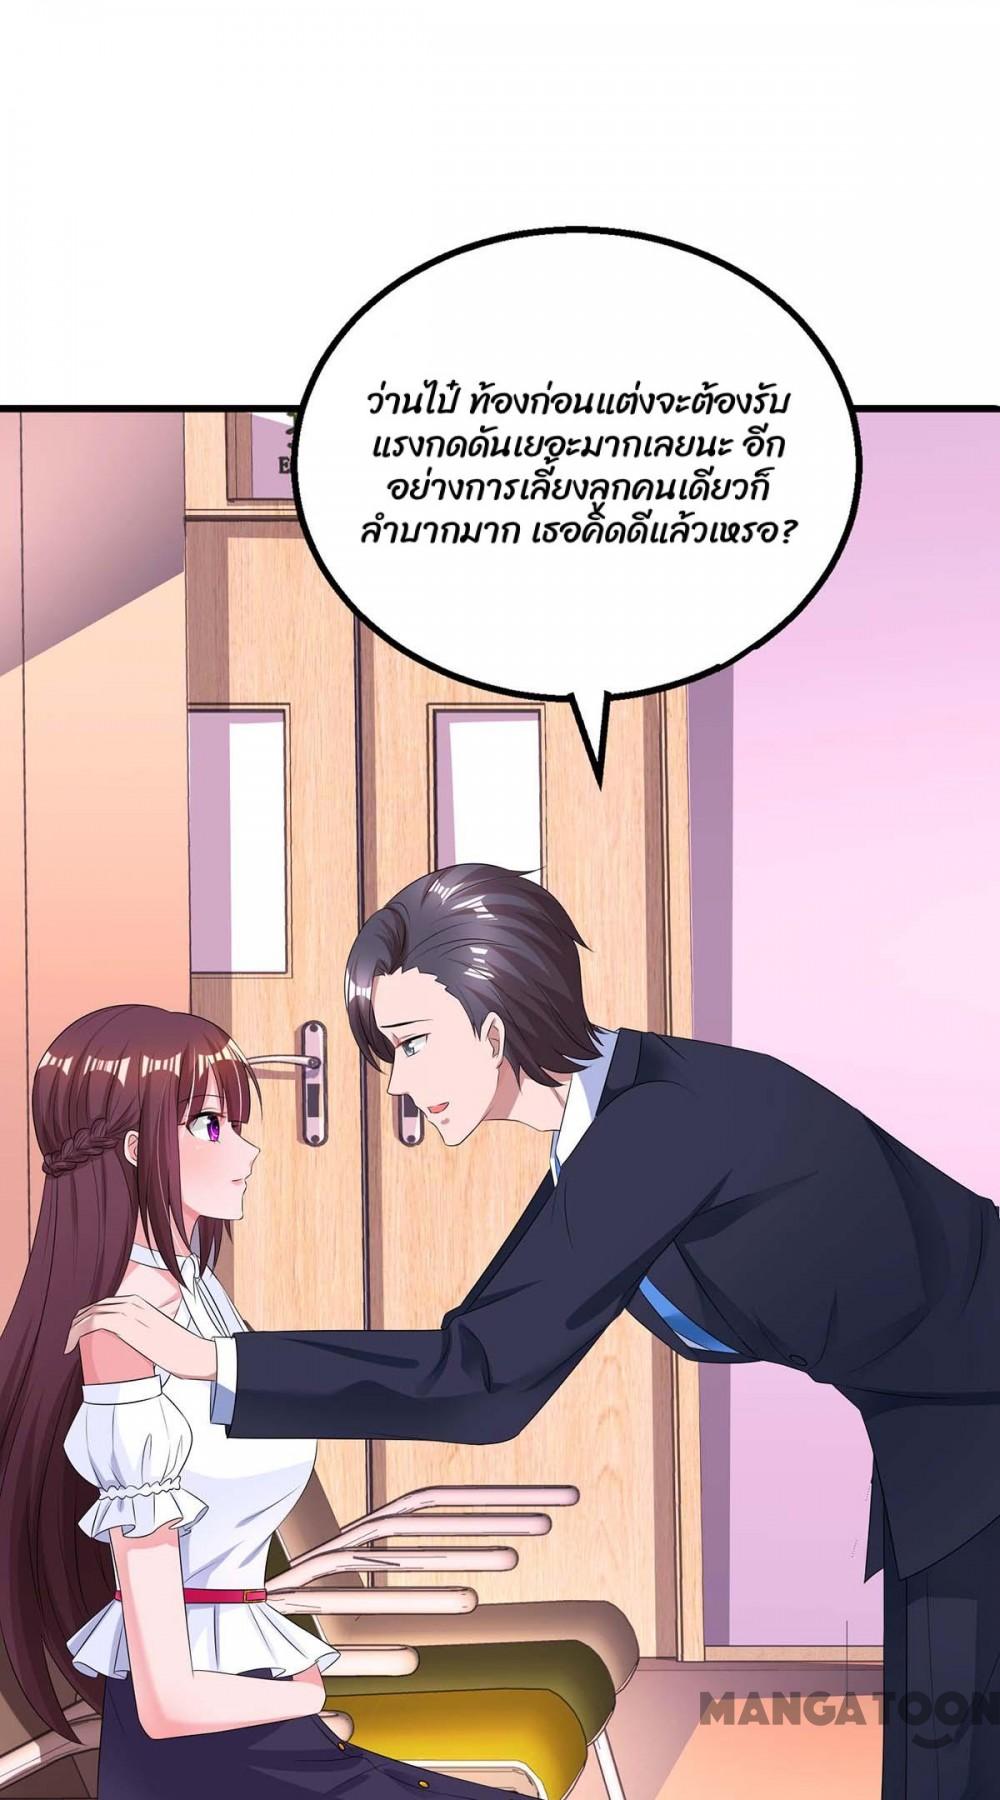 ว่านไป๋ ท้องก่อนแต่งจะต้องรับ
แรงกดดันเยอะมากเลยนะ อีก
อย่างการเลี้ยงลูกคนเดียวก็
ลำบากมาก เธอคิดดีแล้วเหรอ?
MANGATOON